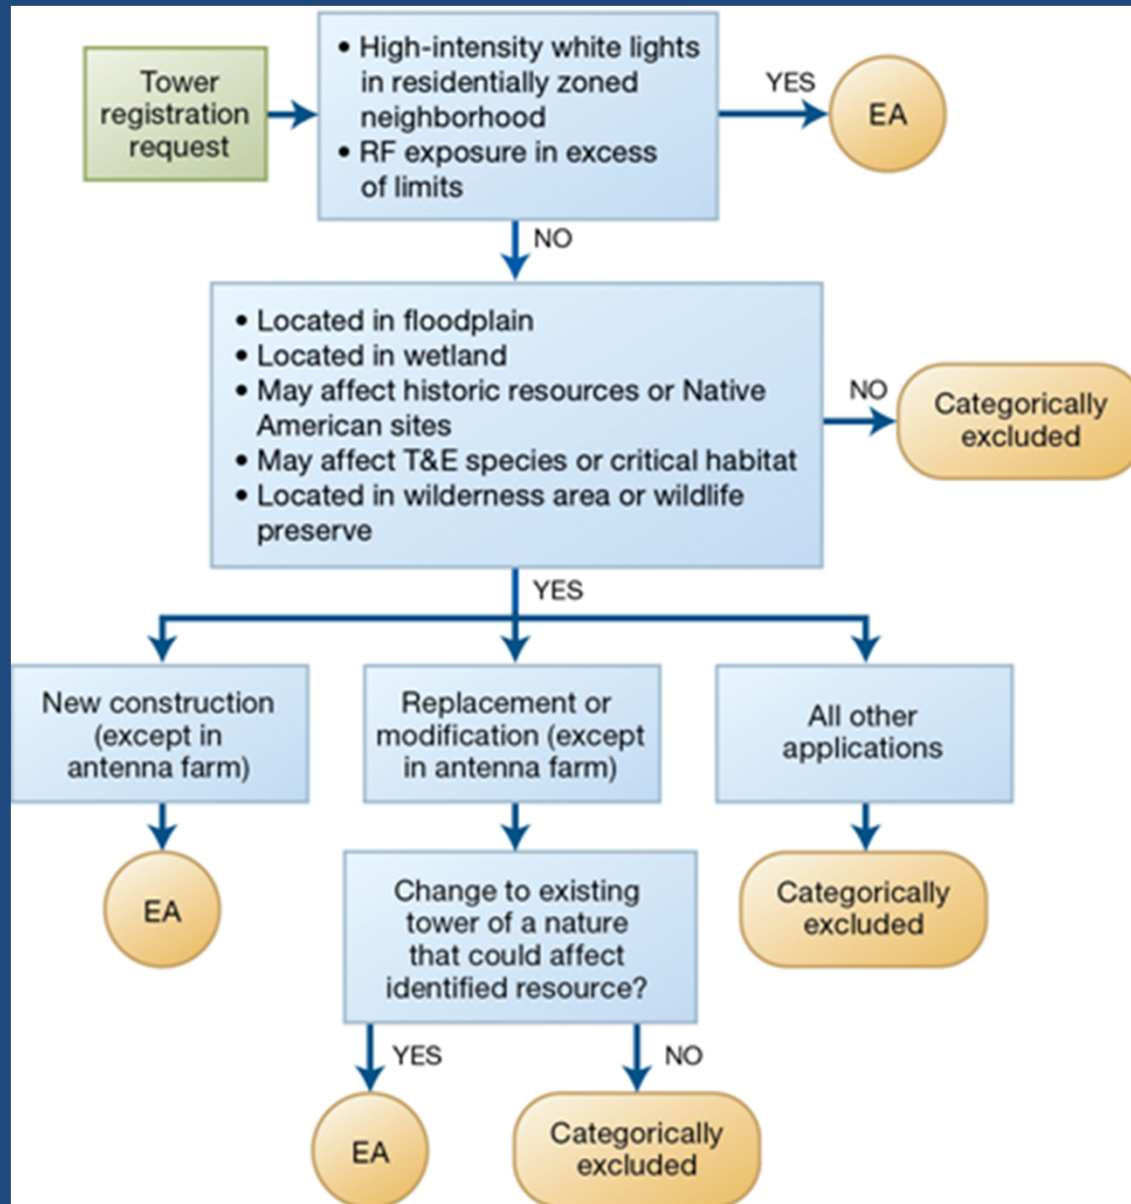 Tower
registration
request
• High-intensity white lights
in residentially zoned
neighborhood
• RF exposure in excess
of limits
YES
EA
NO
• Located in floodplain
• Located in wetland
• May affect historic resources or Native
American sites
• May affect T&E species or critical habitat
• Located in wilderness area or wildlife
preserve
NO
Categorically
excluded
YES
New construction
(except in
antenna farm)
Replacement or
modification (except
in antenna farm)
All other
applications
EA
Change to existing
tower of a nature
that could affect
identified resource?
Categorically
excluded
YES
NO
EA
Categorically
excluded